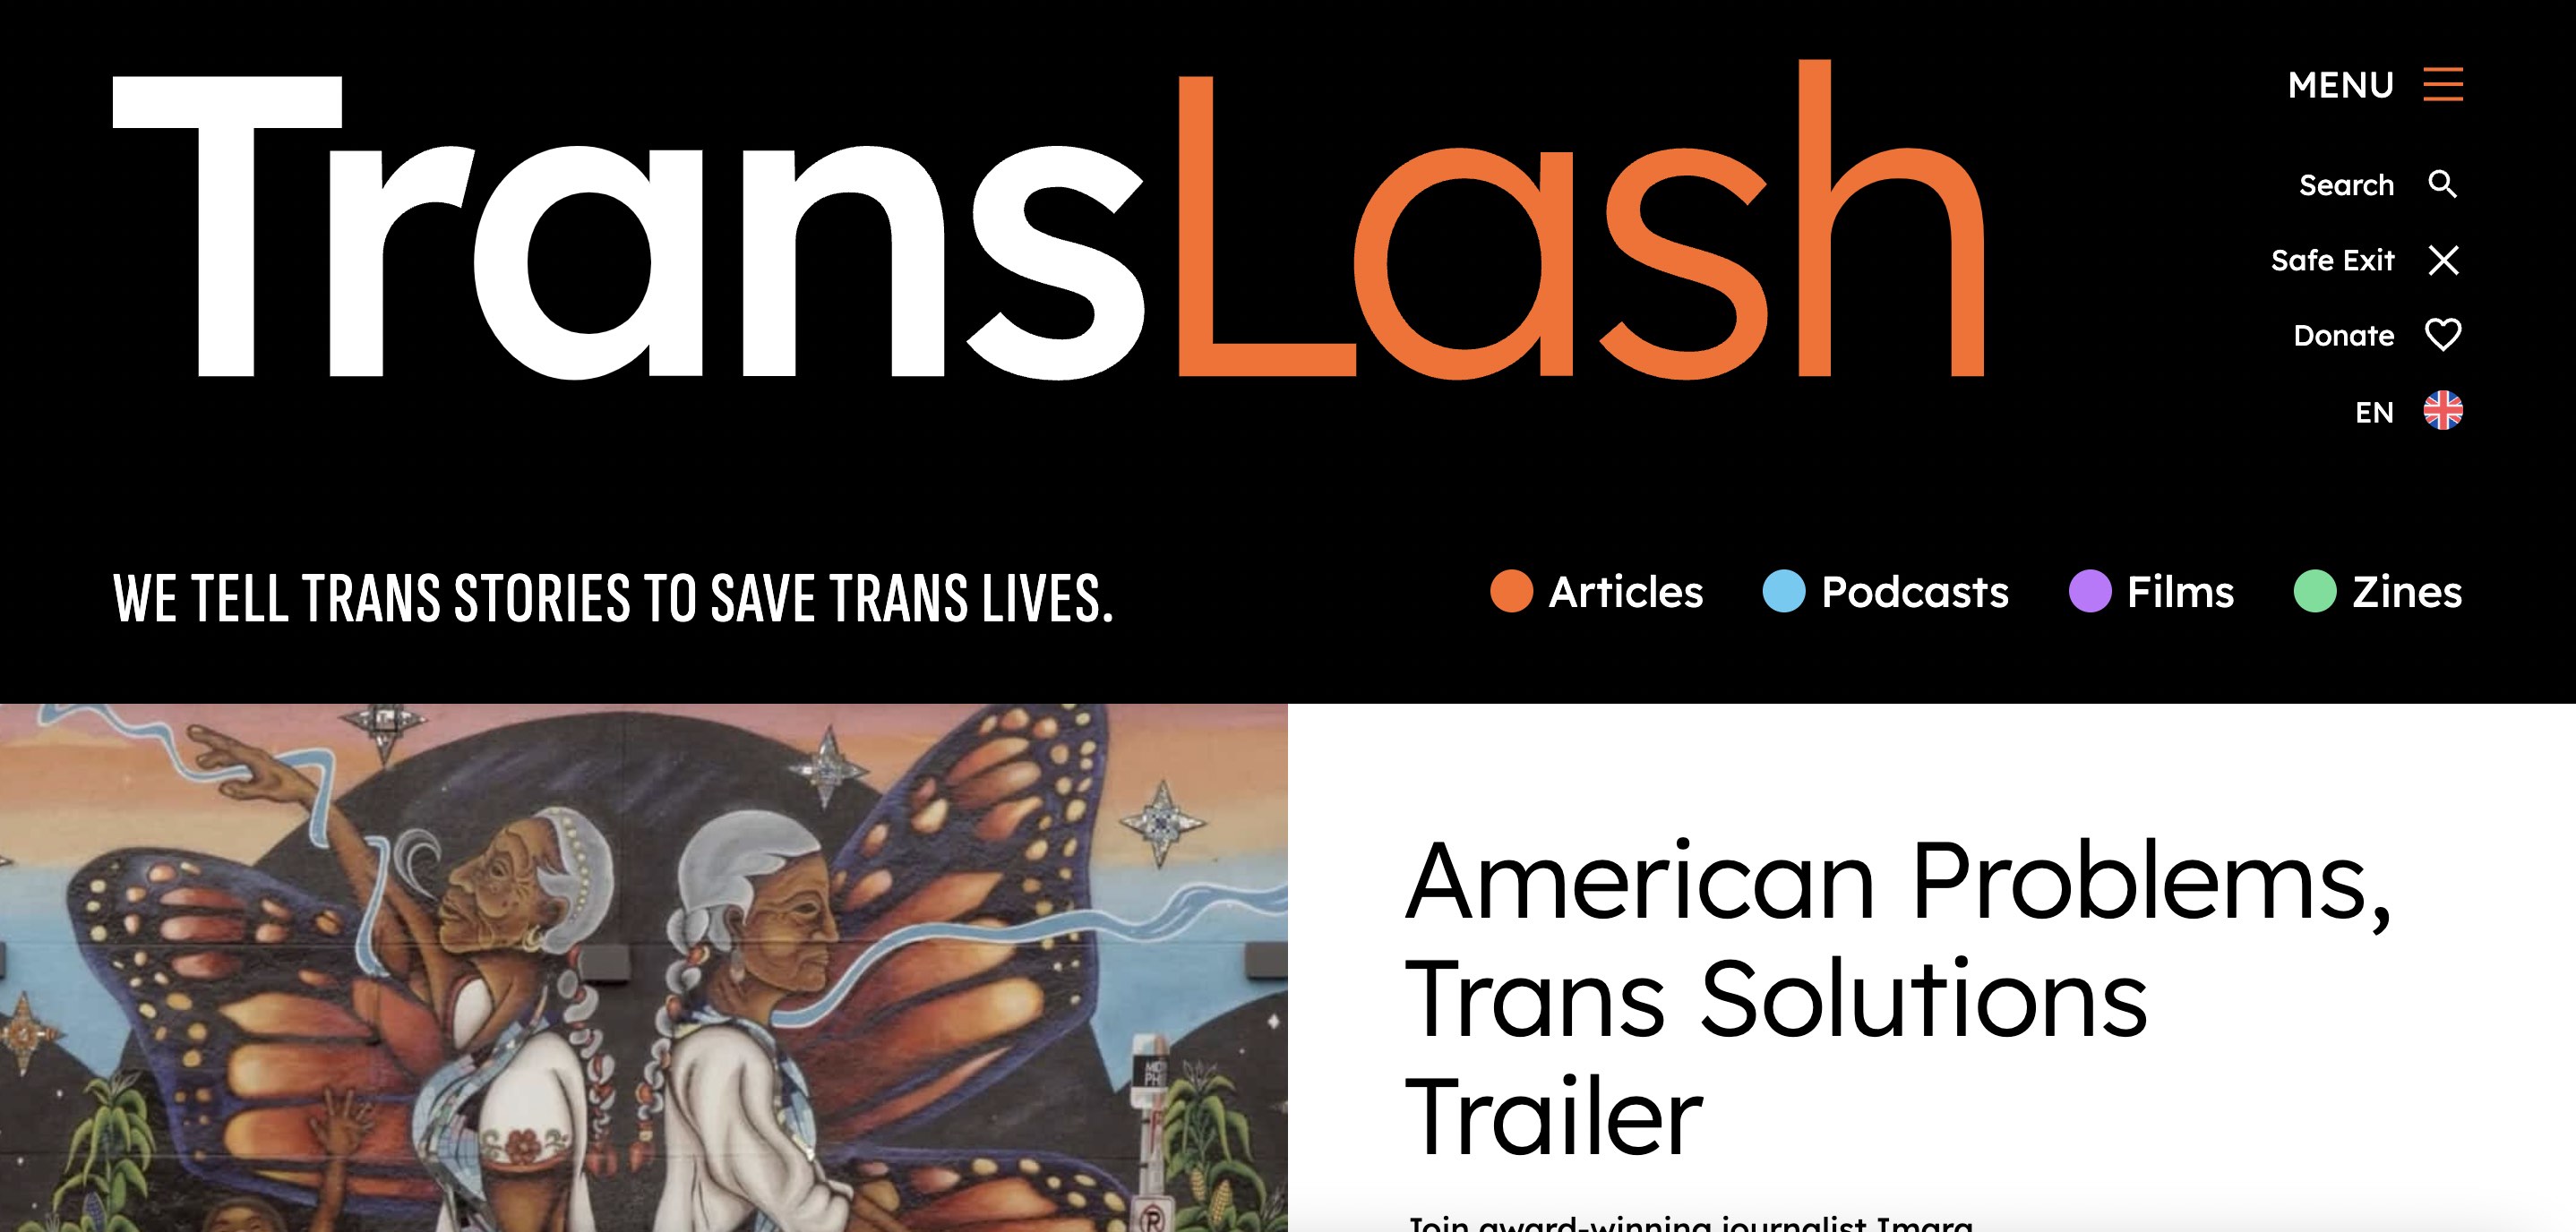 TransLash
MENU
Search
Safe Exit
Donate
EN
WE TELL TRANS STORIES TO SAVE TRANS LIVES.
Articles
Podcasts
Films
Zines
American Problems,
Trans Solutions
Trailer
Join award-winning journalist Imara